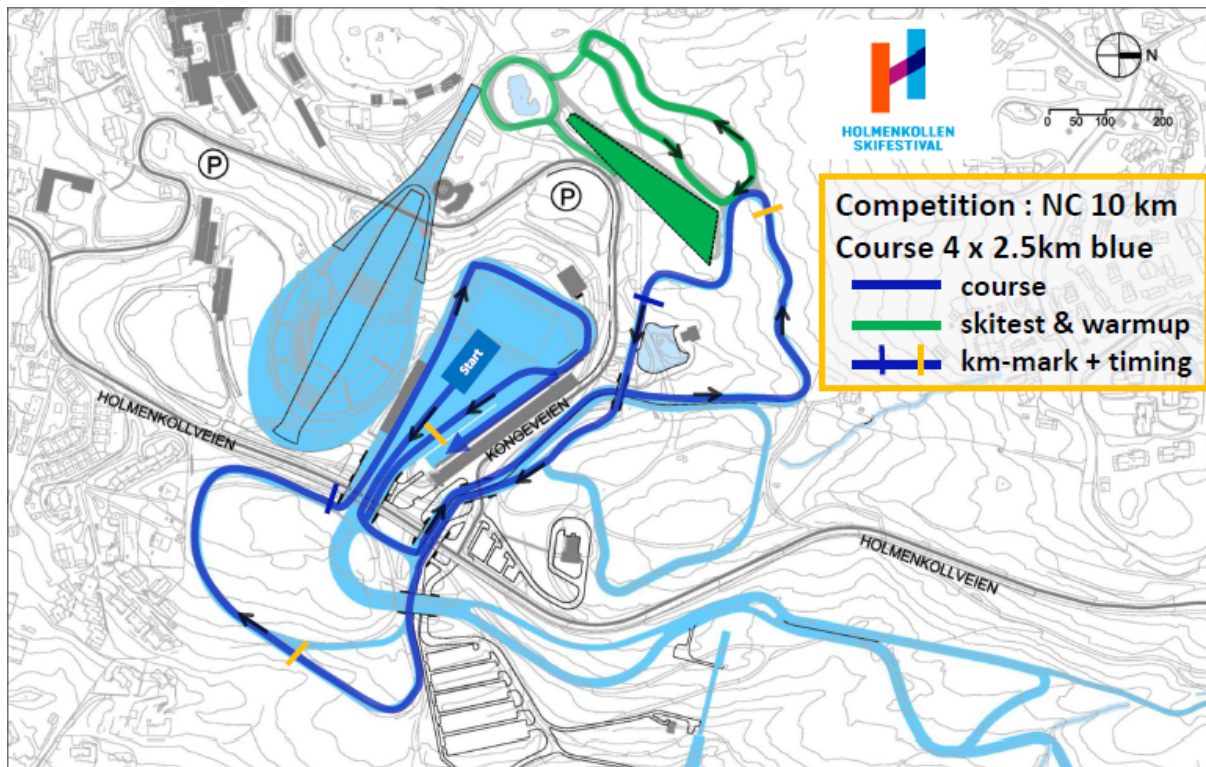 HOLMENKOLLEN
SKIFESTIVAL
N
0 50 100 200
Competition : NC 10 km
Course 4 x 2.5km blue
course
skitest & warmup
km-mark + timing
P
P
Start
KONGEVEIEN
HOLMENKOLLVEIEN
HOLMENKOLLVEIEN